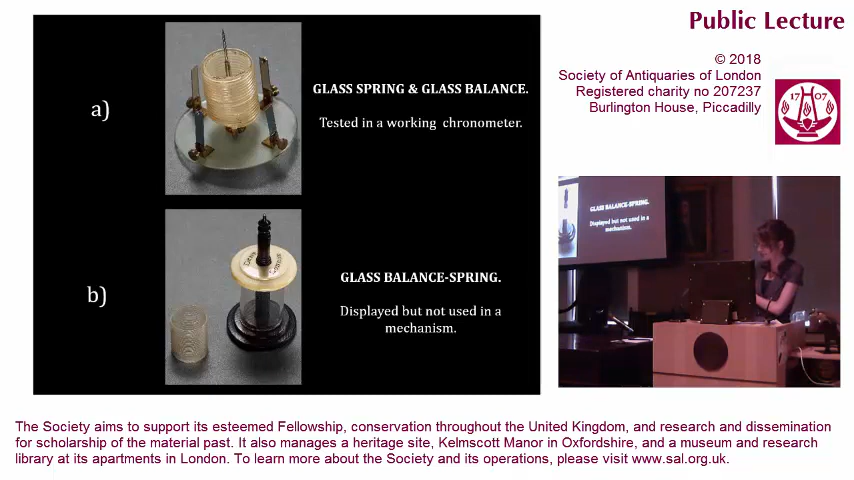 Public Lecture
© 2018
Society of Antiquaries of London
Registered charity no 207237
Burlington House, Piccadilly
17 07
a)
GLASS SPRING & GLASS BALANCE.
Tested in a working chronometer.
b)
GLASS BALANCE-SPRING.
Displayed but not used in a
mechanism.
GLASS BALANCE-SPRING.
Displayed but not used in a
mechanism.
The Society aims to support its esteemed Fellowship, conservation throughout the United Kingdom, and research and dissemination
for scholarship of the material past. It also manages a heritage site, Kelmscott Manor in Oxfordshire, and a museum and research
library at its apartments in London. To learn more about the Society and its operations, please visit www.sal.org.uk.